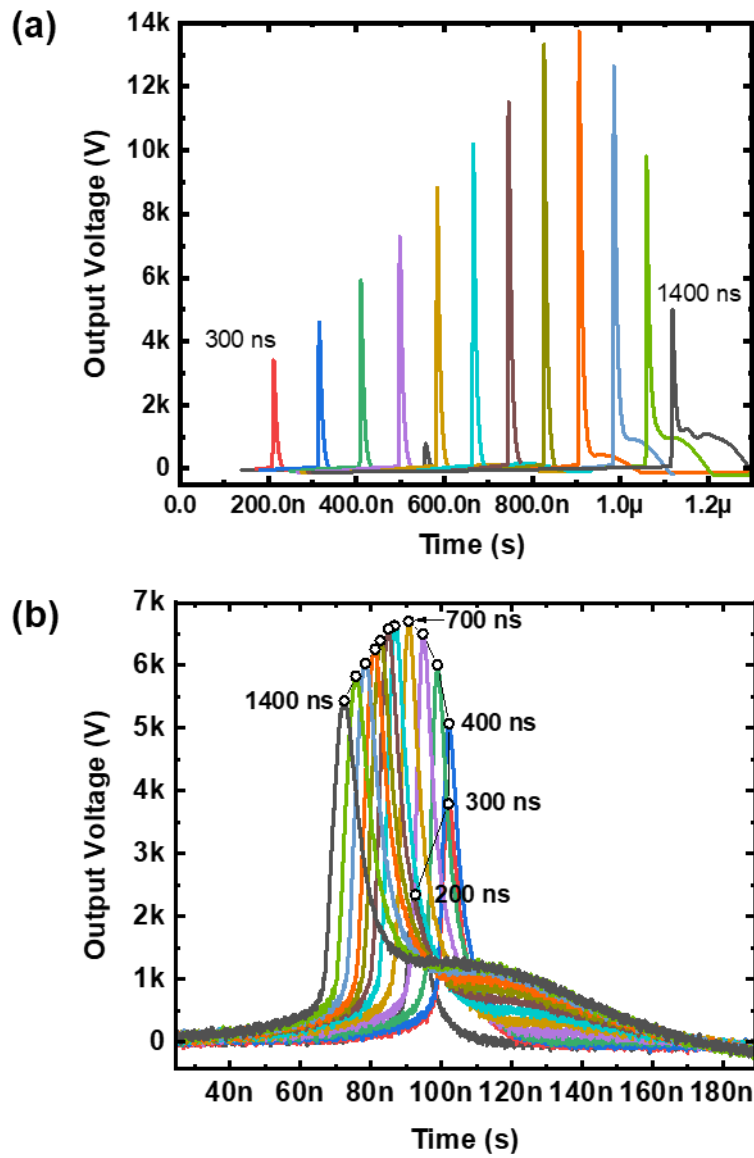 (a)
14k
12k
10k
8k
6k
4k
2k
0
Output Voltage (V)
300 ns
1400 ns
0.0 200.0n 400.0n 600.0n 800.0n 1.0µ 1.2µ
Time (s)
(b)
7k
6k
5k
4k
3k
2k
1k
0
Output Voltage (V)
700 ns
1400 ns
400 ns
300 ns
200 ns
40n 60n 80n 100n 120n 140n 160n 180n
Time (s)